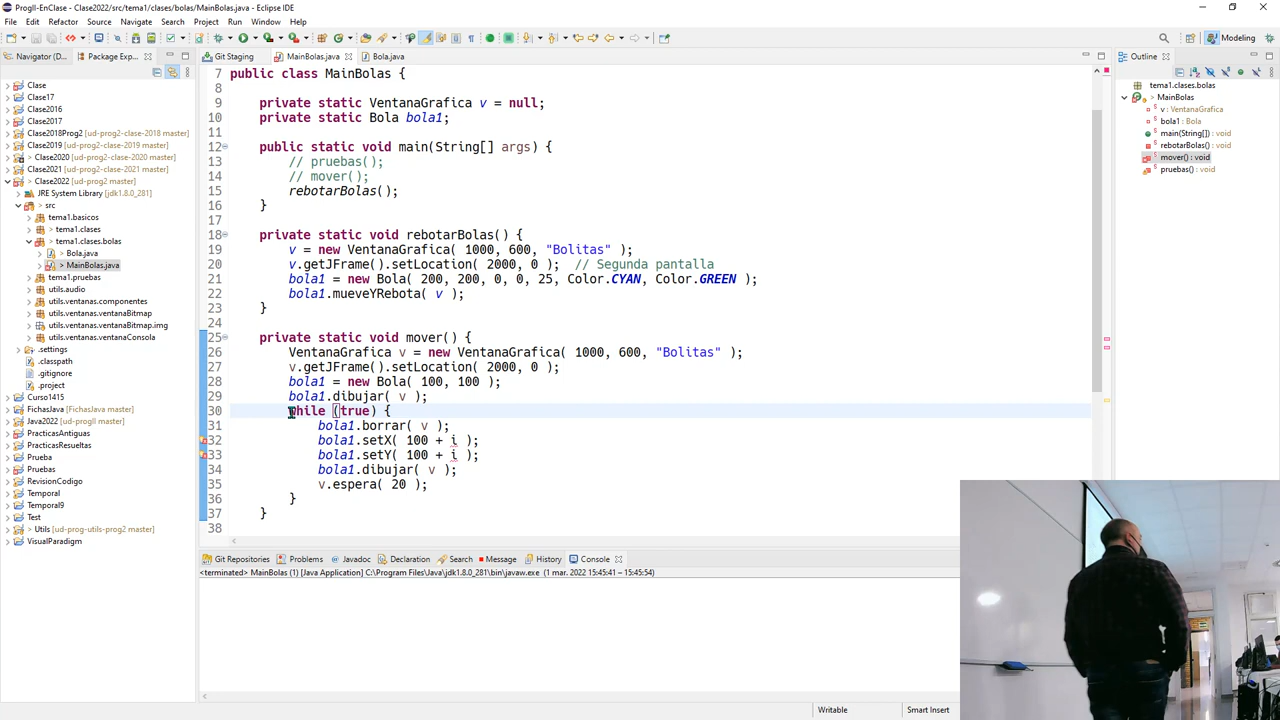 ProgII-EnClase - Clase2022/src/tema1/clases/bolas/MainBolas.java - Eclipse IDE
File Edit Refactor Source Navigate Search Project Run Window Help
Modeling
Navigator (D...
Package Exp...
Git Staging
MainBolas.java
Bola.java
Outline
Clase
Clase17
Clase2016
Clase2017
Clase2018Prog2 [ud-prog2-clase-2018 master]
Clase2019 [ud-prog2-clase-2019 master]
> Clase2020 [ud-prog2-clase-2020 master]
Clase2021 [ud-prog2-clase-2021 master]
> Clase2022 [ud-prog2 master]
JRE System Library [jdk1.8.0_281]
> src
tema1.basicos
> tema1.clases
> tema1.clases.bolas
> Bola.java
> MainBolas.java
tema1.pruebas
utils.audio
utils.ventanas.componentes
utils.ventanas.ventanaBitmap
utils.ventanas.ventanaBitmap.img
utils.ventanas.ventanaConsola
.settings
.classpath
.gitignore
.project
Curso1415
FichasJava [FichasJava master]
Java2022 [ud-progII master]
PracticasAntiguas
PracticasResueltas
Prueba
Pruebas
RevisionCodigo
Temporal
Temporal9
Test
> Utils [ud-prog-utils-prog2 master]
VisualParadigm
7 public class MainBolas {
8
9 private static VentanaGrafica v = null;
10 private static Bola bola1;
11
12 public static void main(String[] args) {
13 // pruebas();
14 // mover();
15 rebotarBolas();
16 }
17
18 private static void rebotarBolas() {
19 v = new VentanaGrafica( 1000, 600, "Bolitas" );
20 v.getJFrame().setLocation( 2000, 0 ); // Segunda pantalla
21 bola1 = new Bola( 200, 200, 0, 0, 25, Color.CYAN, Color.GREEN );
22 bola1.mueveYRebota( v );
23 }
24
25 private static void mover() {
26 VentanaGrafica v = new VentanaGrafica( 1000, 600, "Bolitas" );
27 v.getJFrame().setLocation( 2000, 0 );
28 bola1 = new Bola( 100, 100 );
29 bola1.dibujar( v );
30 while (true) {
31 bola1.borrar( v );
32 bola1.setX( 100 + i );
33 bola1.setY( 100 + i );
34 bola1.dibujar( v );
35 v.espera( 20 );
36 }
37 }
38
tema1.clases.bolas
MainBolas
v : VentanaGrafica
bola1 : Bola
main(String[]) : void
rebotarBolas() : void
mover() : void
pruebas() : void
Git Repositories
Problems
Javadoc
Declaration
Search
Message
History
Console
<terminated> MainBolas (1) [Java Application] C:\Program Files\Java\jdk1.8.0_281\bin\javaw.exe (1 mar. 2022 15:45:41 – 15:45:54)
Writable
Smart Insert